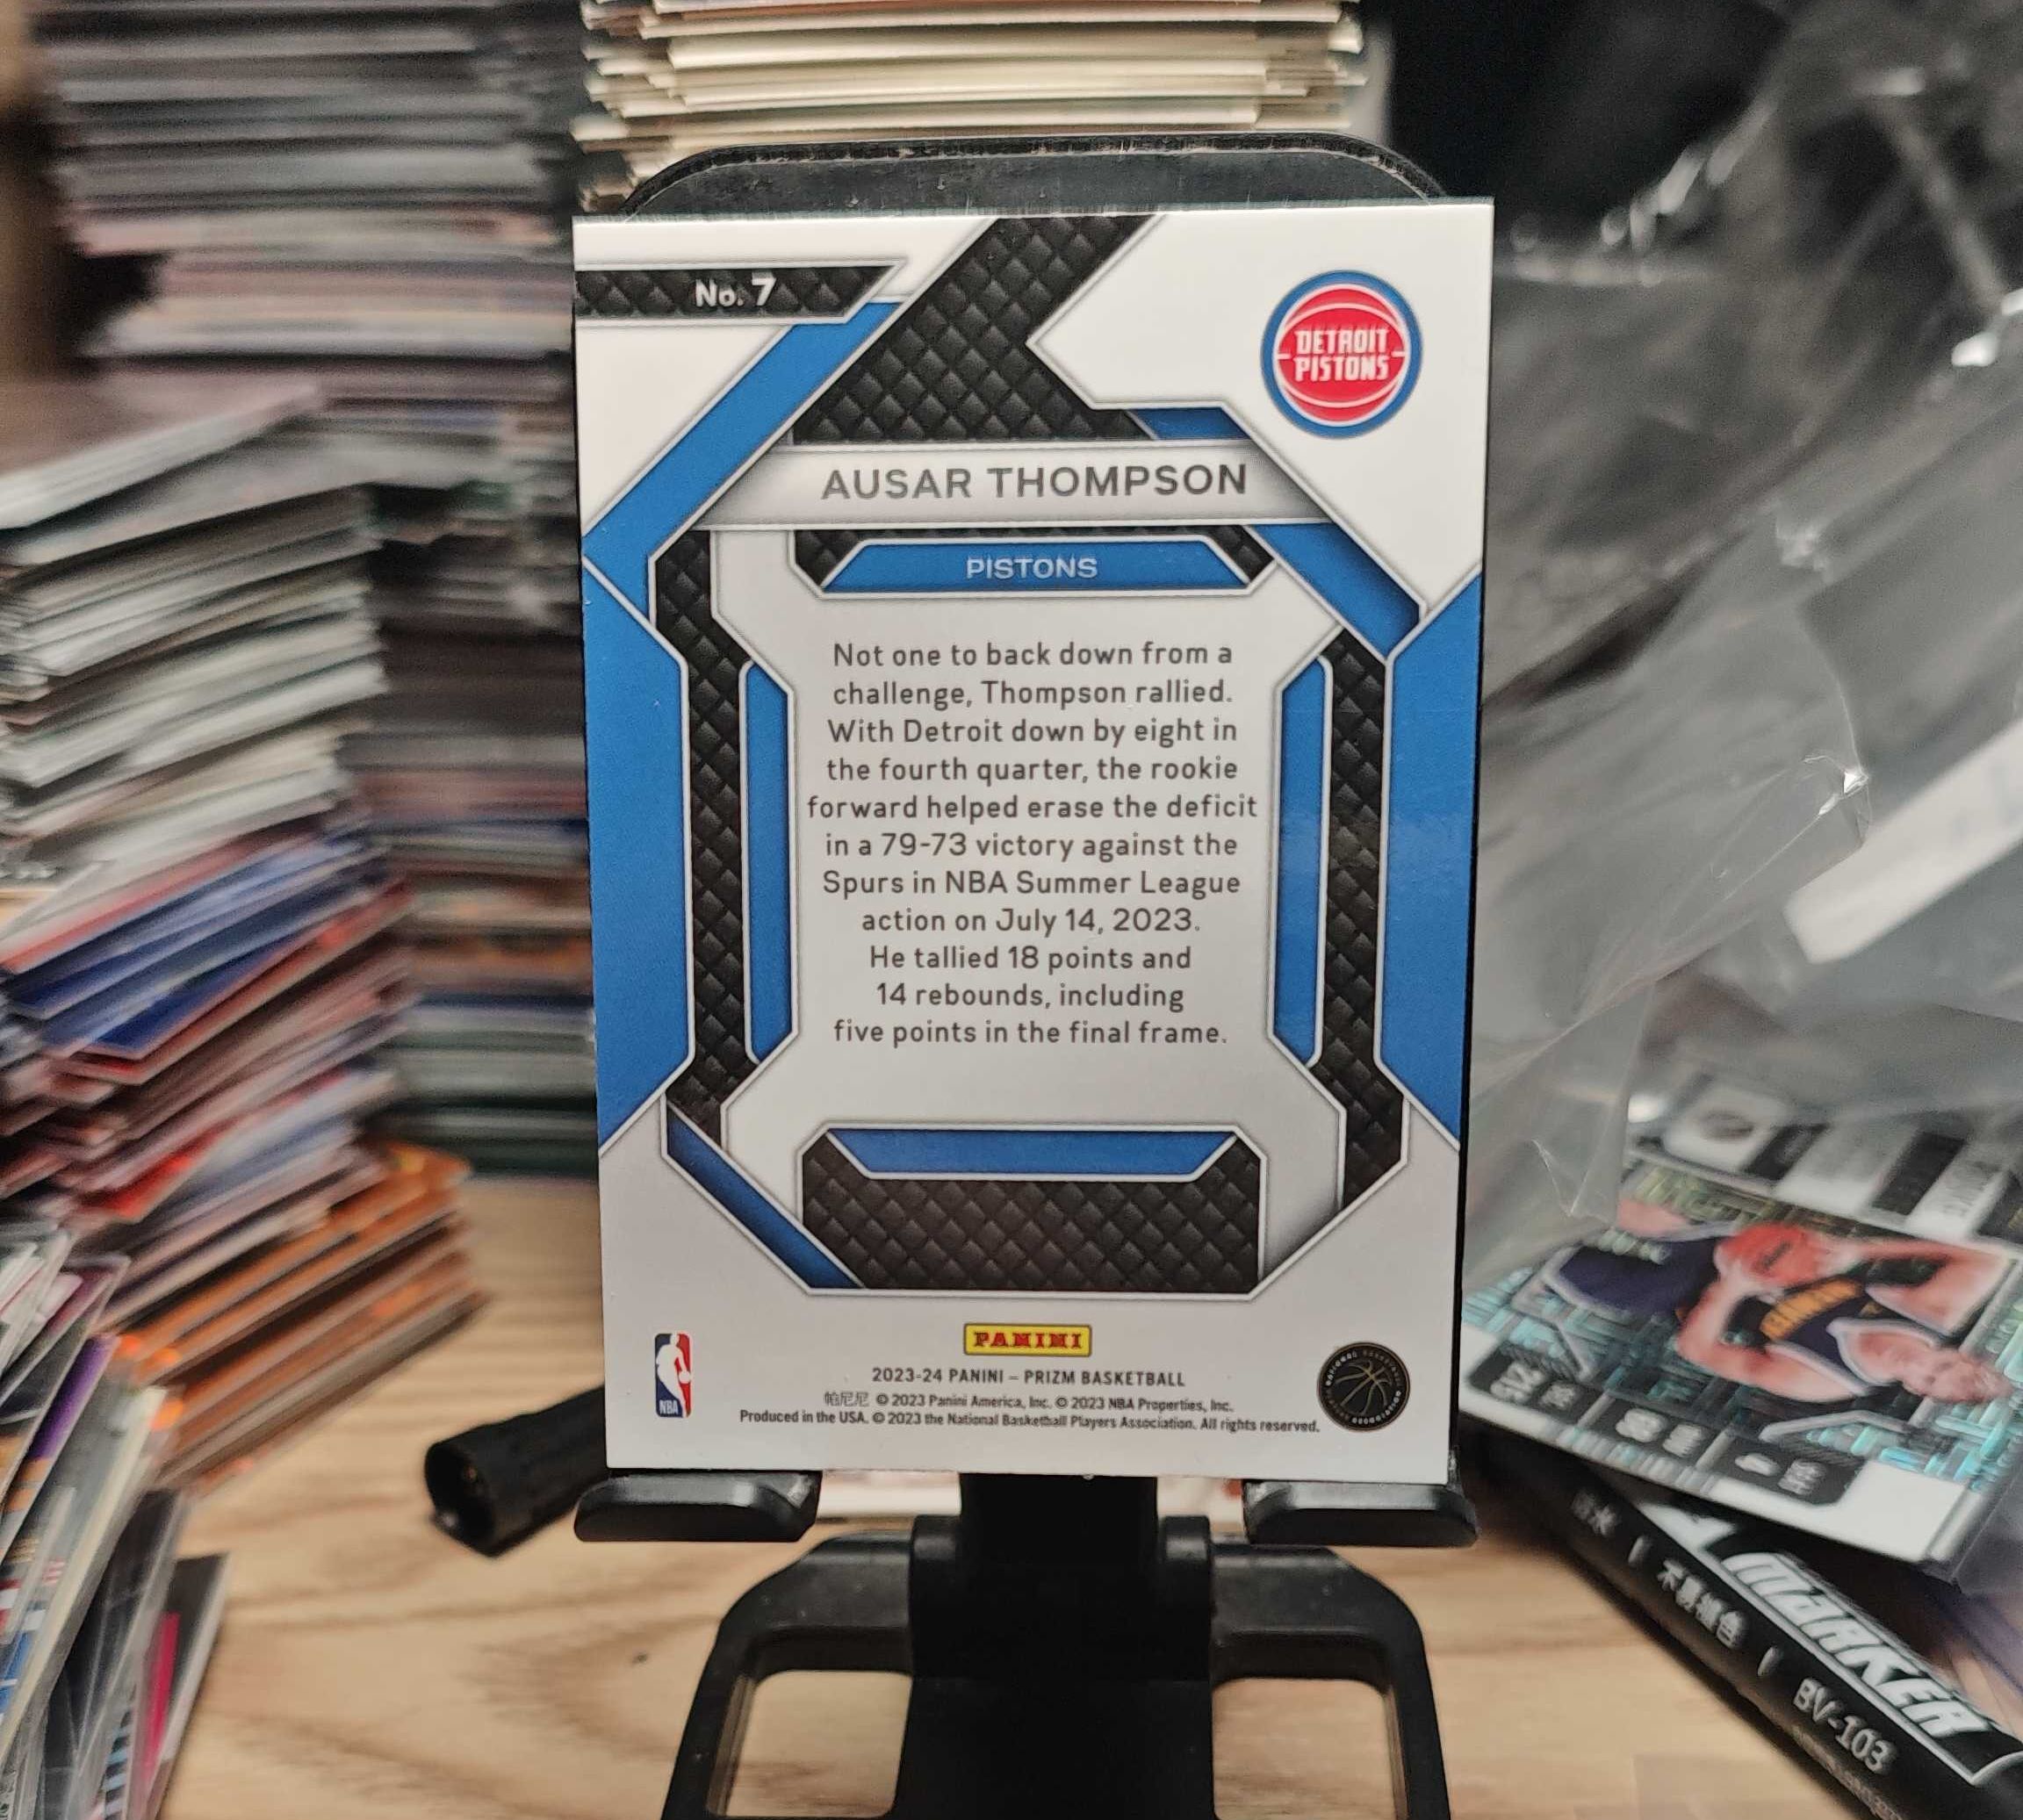 No. 7
DETROIT
PISTONS
AUSAR THOMPSON
PISTONS
Not one to back down from a
challenge, Thompson rallied.
With Detroit down by eight in
the fourth quarter, the rookie
forward helped erase the deficit
in a 79-73 victory against the
Spurs in NBA Summer League
action on July 14, 2023.
He tallied 18 points and
14 rebounds, including
five points in the final frame.
PANINI
2023-24 PANINI – PRIZM BASKETBALL
帕尼尼 © 2023 Panini America, Inc. © 2023 NBA Properties, Inc.
Produced in the USA. © 2023 the National Basketball Players Association. All rights reserved.
NBA
MARKER
BV-103